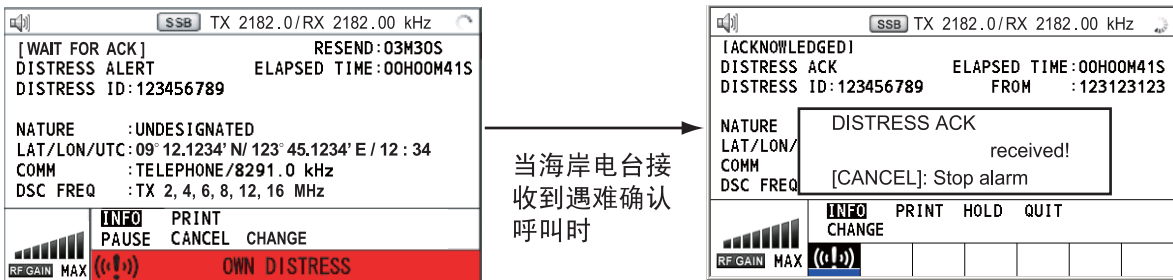 SSB TX 2182.0/RX 2182.00 kHz
[WAIT FOR ACK] RESEND:03M30S
DISTRESS ALERT ELAPSED TIME:00H00M41S
DISTRESS ID:123456789
NATURE :UNDESIGNATED
LAT/LON/UTC:09°12.1234' N/ 123°45.1234' E / 12 : 34
COMM :TELEPHONE/8291.0 kHz
DSC FREQ :TX 2, 4, 6, 8, 12, 16 MHz
INFO PRINT
PAUSE CANCEL CHANGE
RF GAIN MAX OWN DISTRESS
当海岸电台接
收到遇难确认
呼叫时
SSB TX 2182.0/RX 2182.00 kHz
[ACKNOWLEDGED]
DISTRESS ACK ELAPSED TIME:00H00M41S
DISTRESS ID:123456789 FROM :123123123
NATURE
LAT/LON/
COMM
DSC FREQ
DISTRESS ACK
received!
[CANCEL]: Stop alarm
INFO PRINT HOLD QUIT
CHANGE
RF GAIN MAX